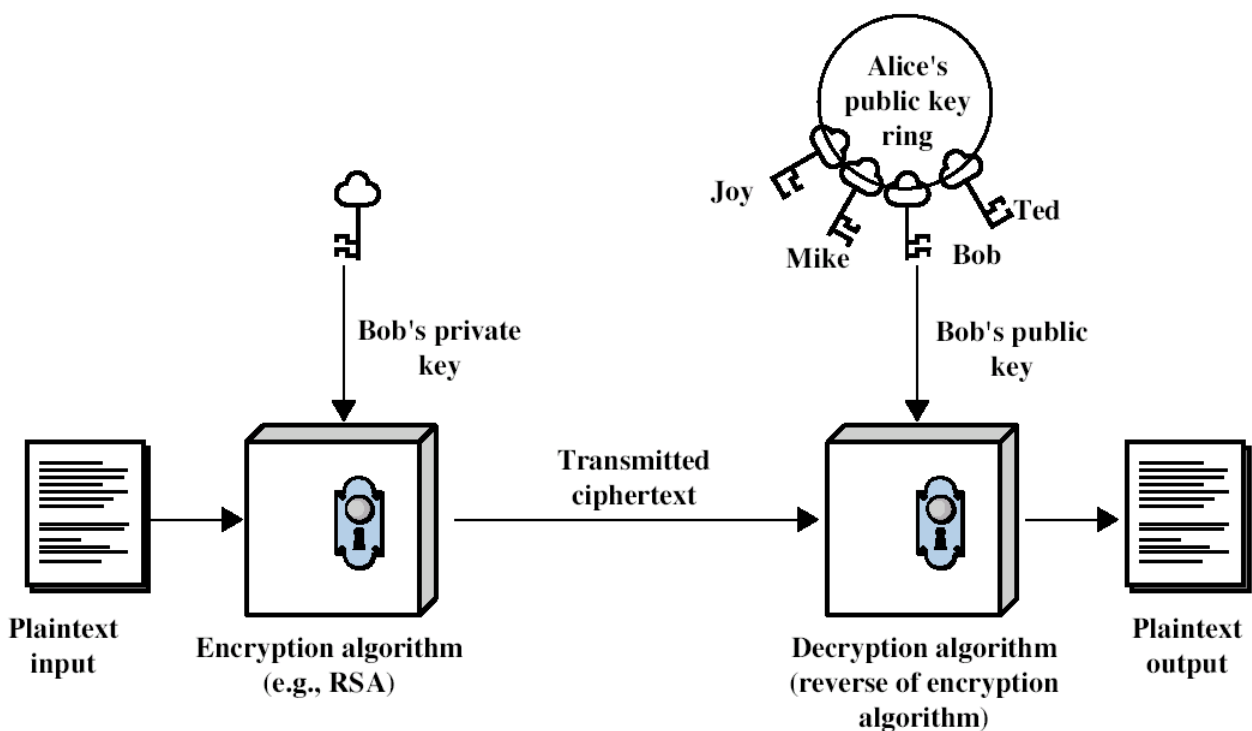 Alice's
public key
ring
Joy
Ted
Mike
Bob
Bob's private
key
Bob's public
key
Transmitted
ciphertext
Plaintext
input
Encryption algorithm
(e.g., RSA)
Decryption algorithm
(reverse of encryption
algorithm)
Plaintext
output